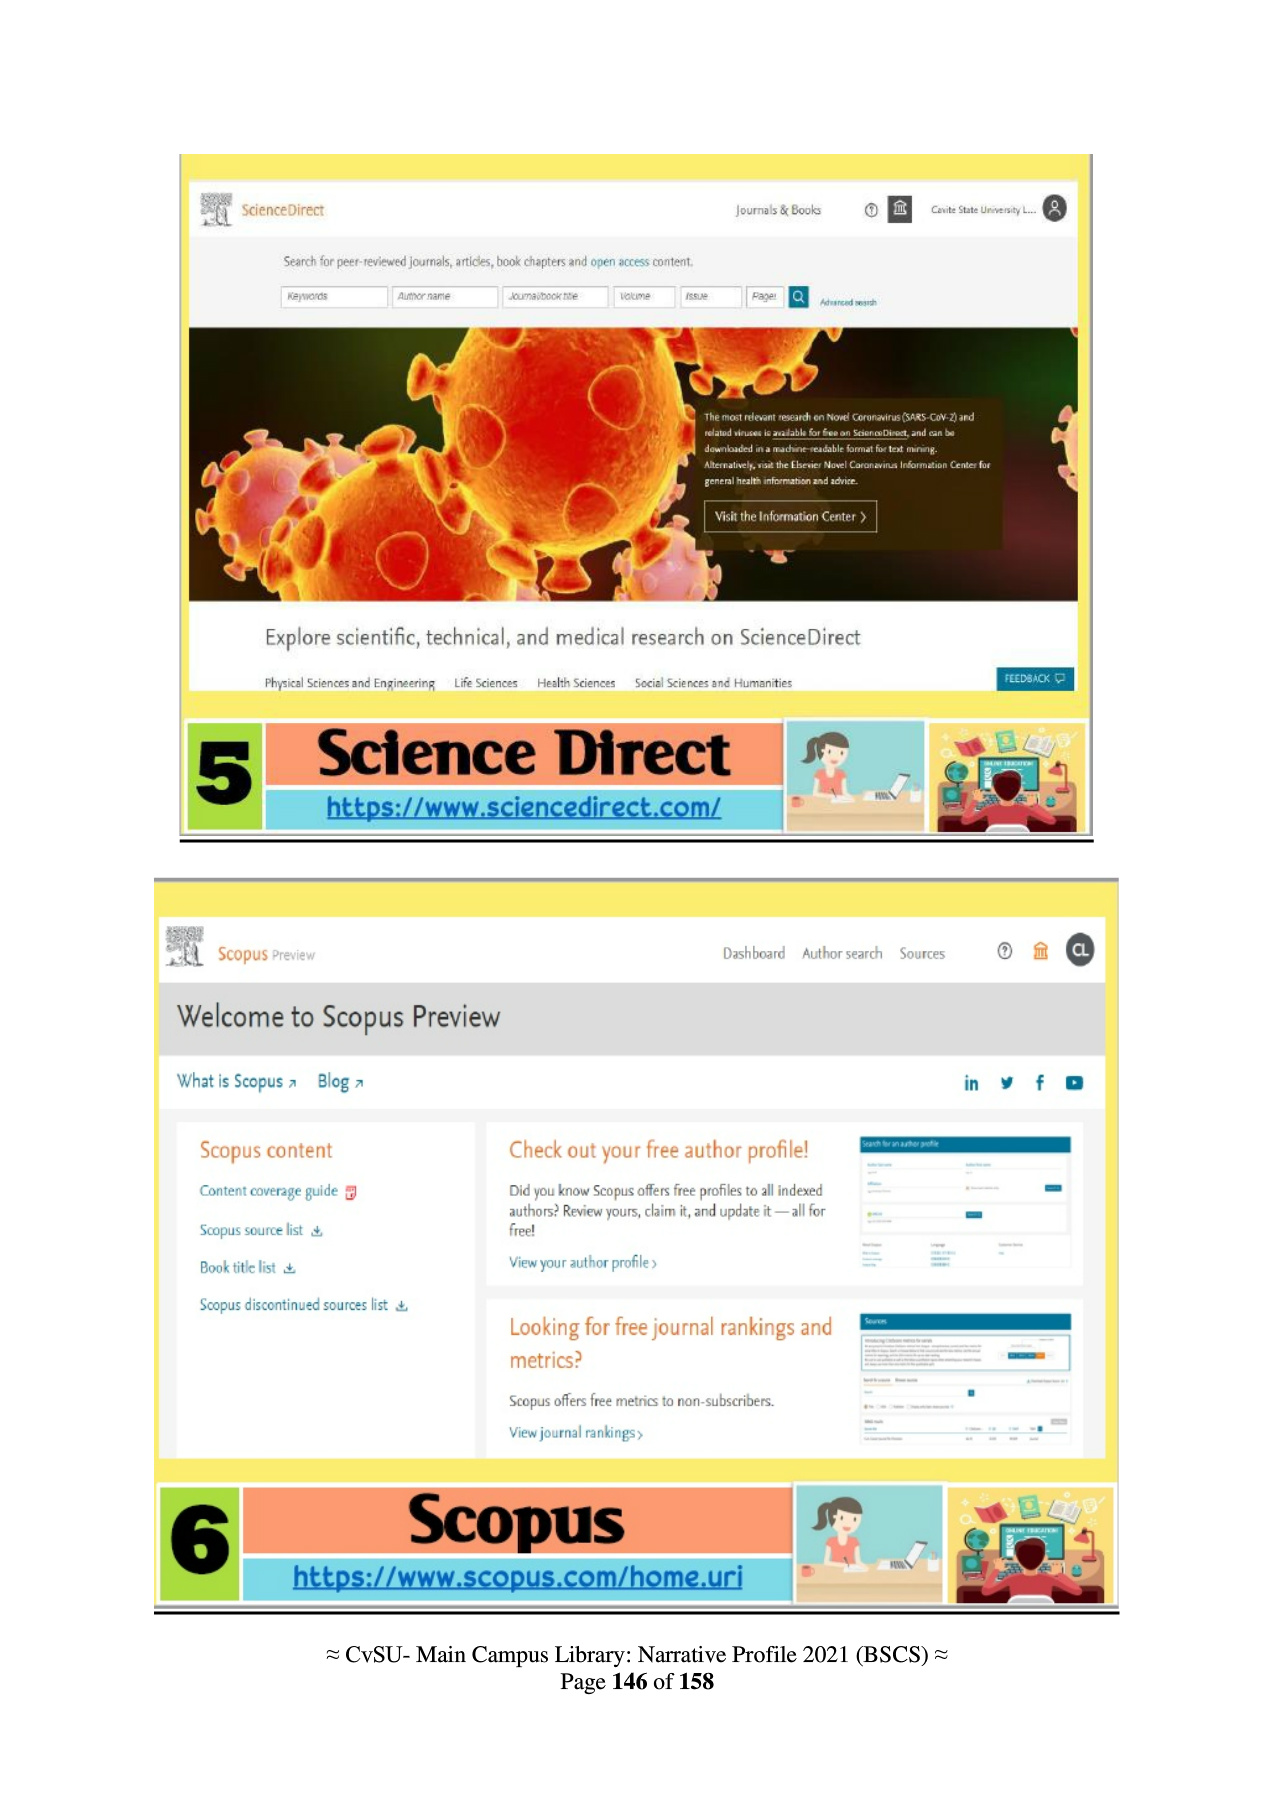 ScienceDirect
Journals & Books
Cavite State University L...
Search for peer-reviewed journals, articles, book chapters and open access content.
Keywords
Author name
Journal/book title
Volume
Issue
Pages
Advanced search
The most relevant research on Novel Coronavirus (SARS-CoV-2) and
related viruses is available for free on ScienceDirect, and can be
downloaded in a machine-readable format for text mining.
Alternatively, visit the Elsevier Novel Coronavirus Information Center for
general health information and advice.
Visit the Information Center >
Explore scientific, technical, and medical research on ScienceDirect
Physical Sciences and Engineering Life Sciences Health Sciences Social Sciences and Humanities
FEEDBACK
5
Science Direct
https://www.sciencedirect.com/
ONLINE EDUCATION
Scopus Preview
Dashboard Author search Sources
CL
Welcome to Scopus Preview
What is Scopus Blog
in
Scopus content
Content coverage guide
Scopus source list
Book title list
Scopus discontinued sources list
Check out your free author profile!
Did you know Scopus offers free profiles to all indexed
authors? Review yours, claim it, and update it — all for
free!
View your author profile >
Search for an author profile
Looking for free journal rankings and
metrics?
Scopus offers free metrics to non-subscribers.
View journal rankings >
Sources
6
Scopus
https://www.scopus.com/home.uri
ONLINE EDUCATION
≈ CvSU- Main Campus Library: Narrative Profile 2021 (BSCS) ≈
Page 146 of 158